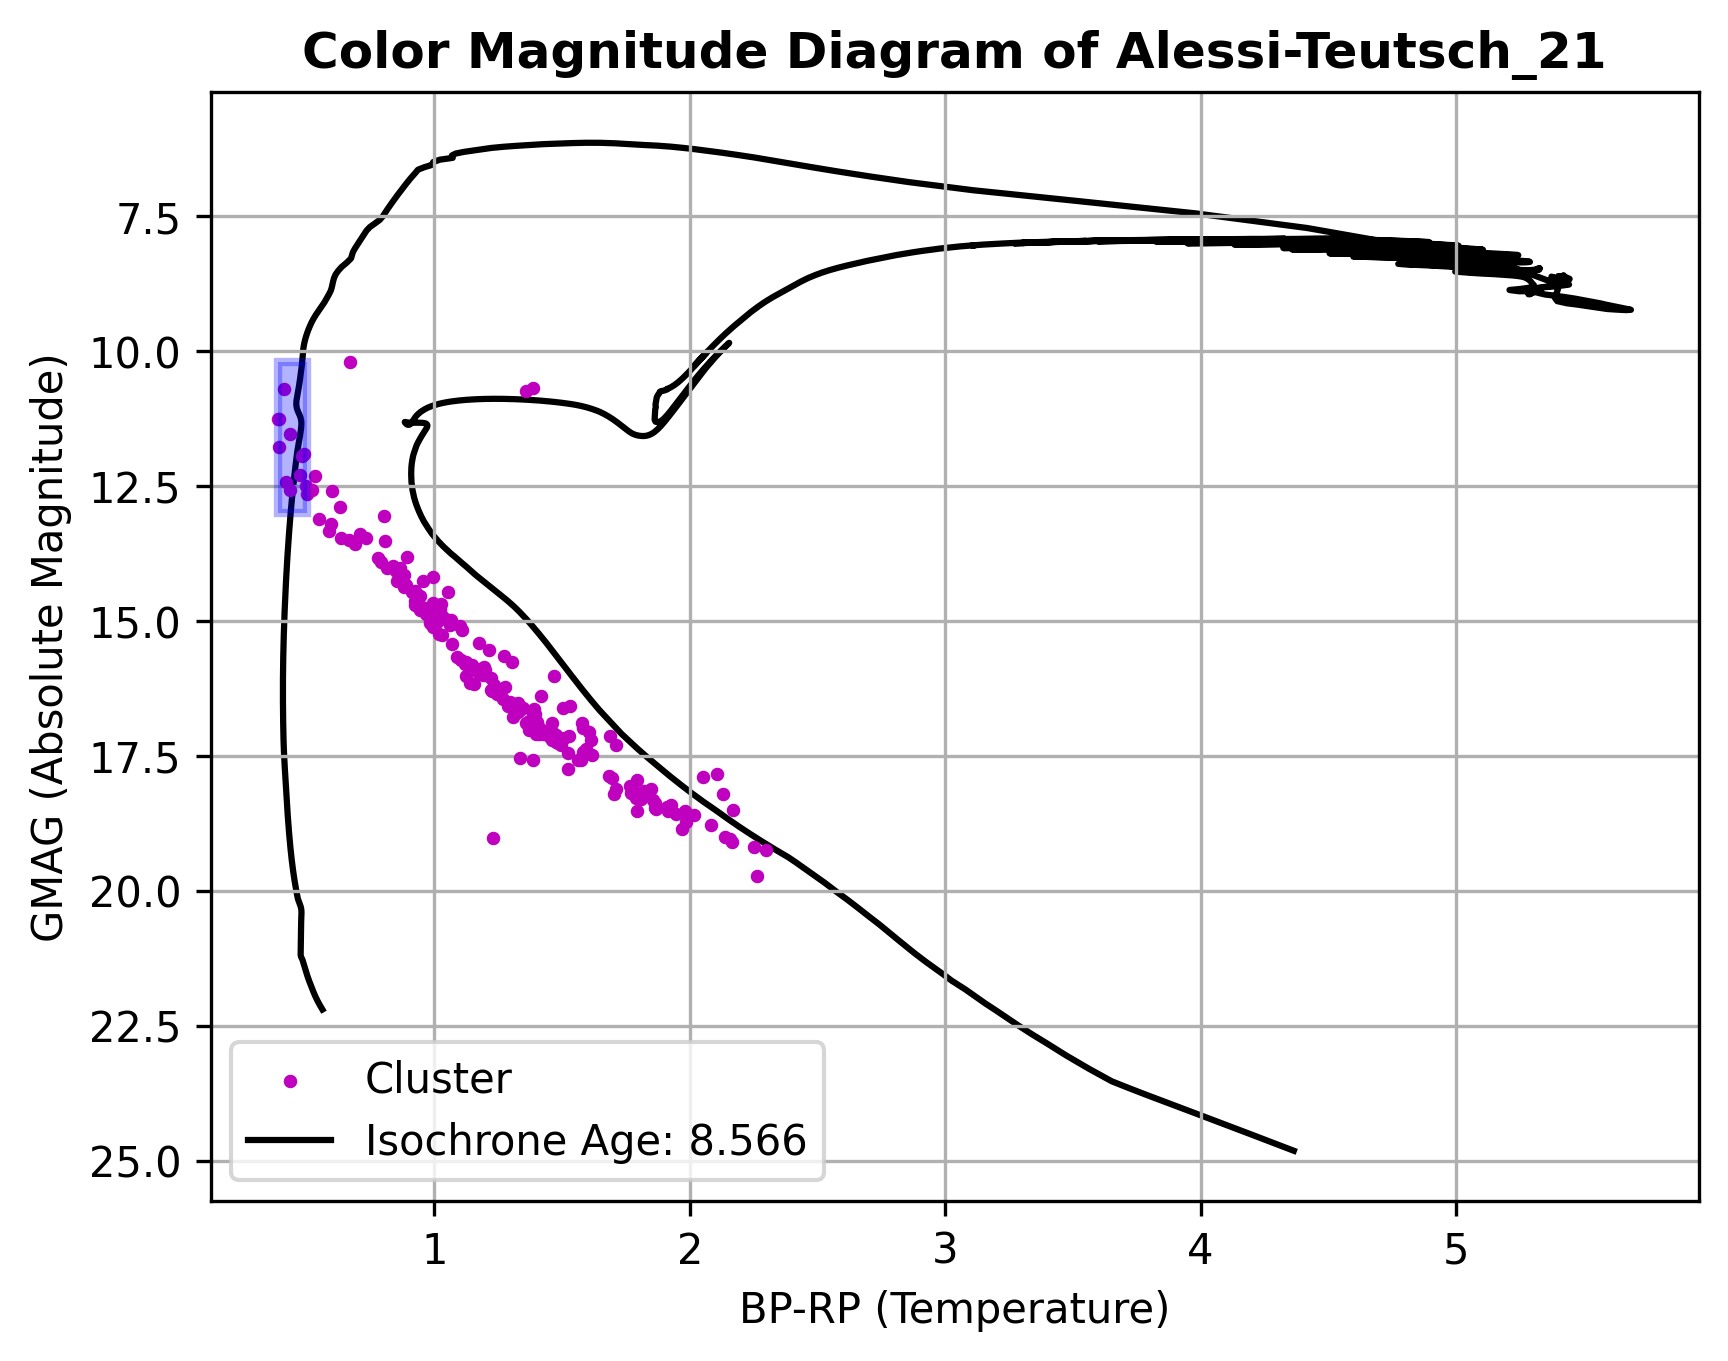 Color Magnitude Diagram of Alessi-Teutsch_21
GMAG (Absolute Magnitude)
7.5
10.0
12.5
15.0
17.5
20.0
22.5
25.0
Cluster
Isochrone Age: 8.566
1 2 3 4 5
BP-RP (Temperature)